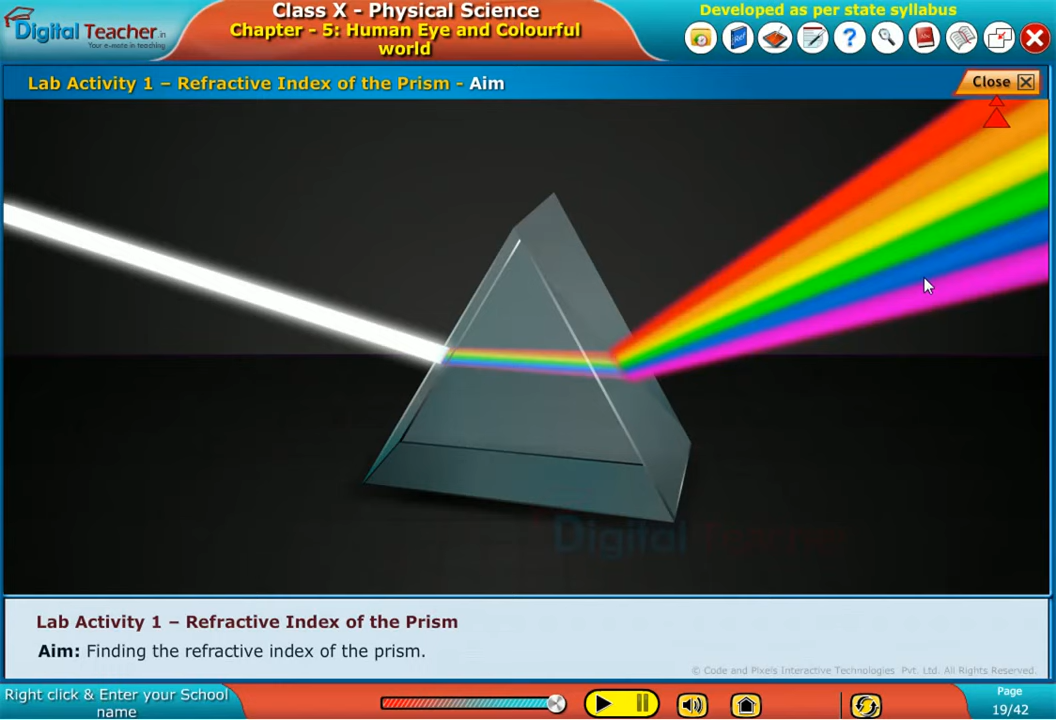 Digital Teacher.in
Your e-mate in teaching
Class X - Physical Science
Chapter - 5: Human Eye and Colourful
world
Developed as per state syllabus
Ref
?
Lab Activity 1 – Refractive Index of the Prism - Aim
Close
Digital Teacher
Lab Activity 1 – Refractive Index of the Prism
Aim: Finding the refractive index of the prism.
© Code and Pixels Interactive Technologies Pvt. Ltd. All Rights Reserved.
Right click & Enter your School
name
Page
19/42